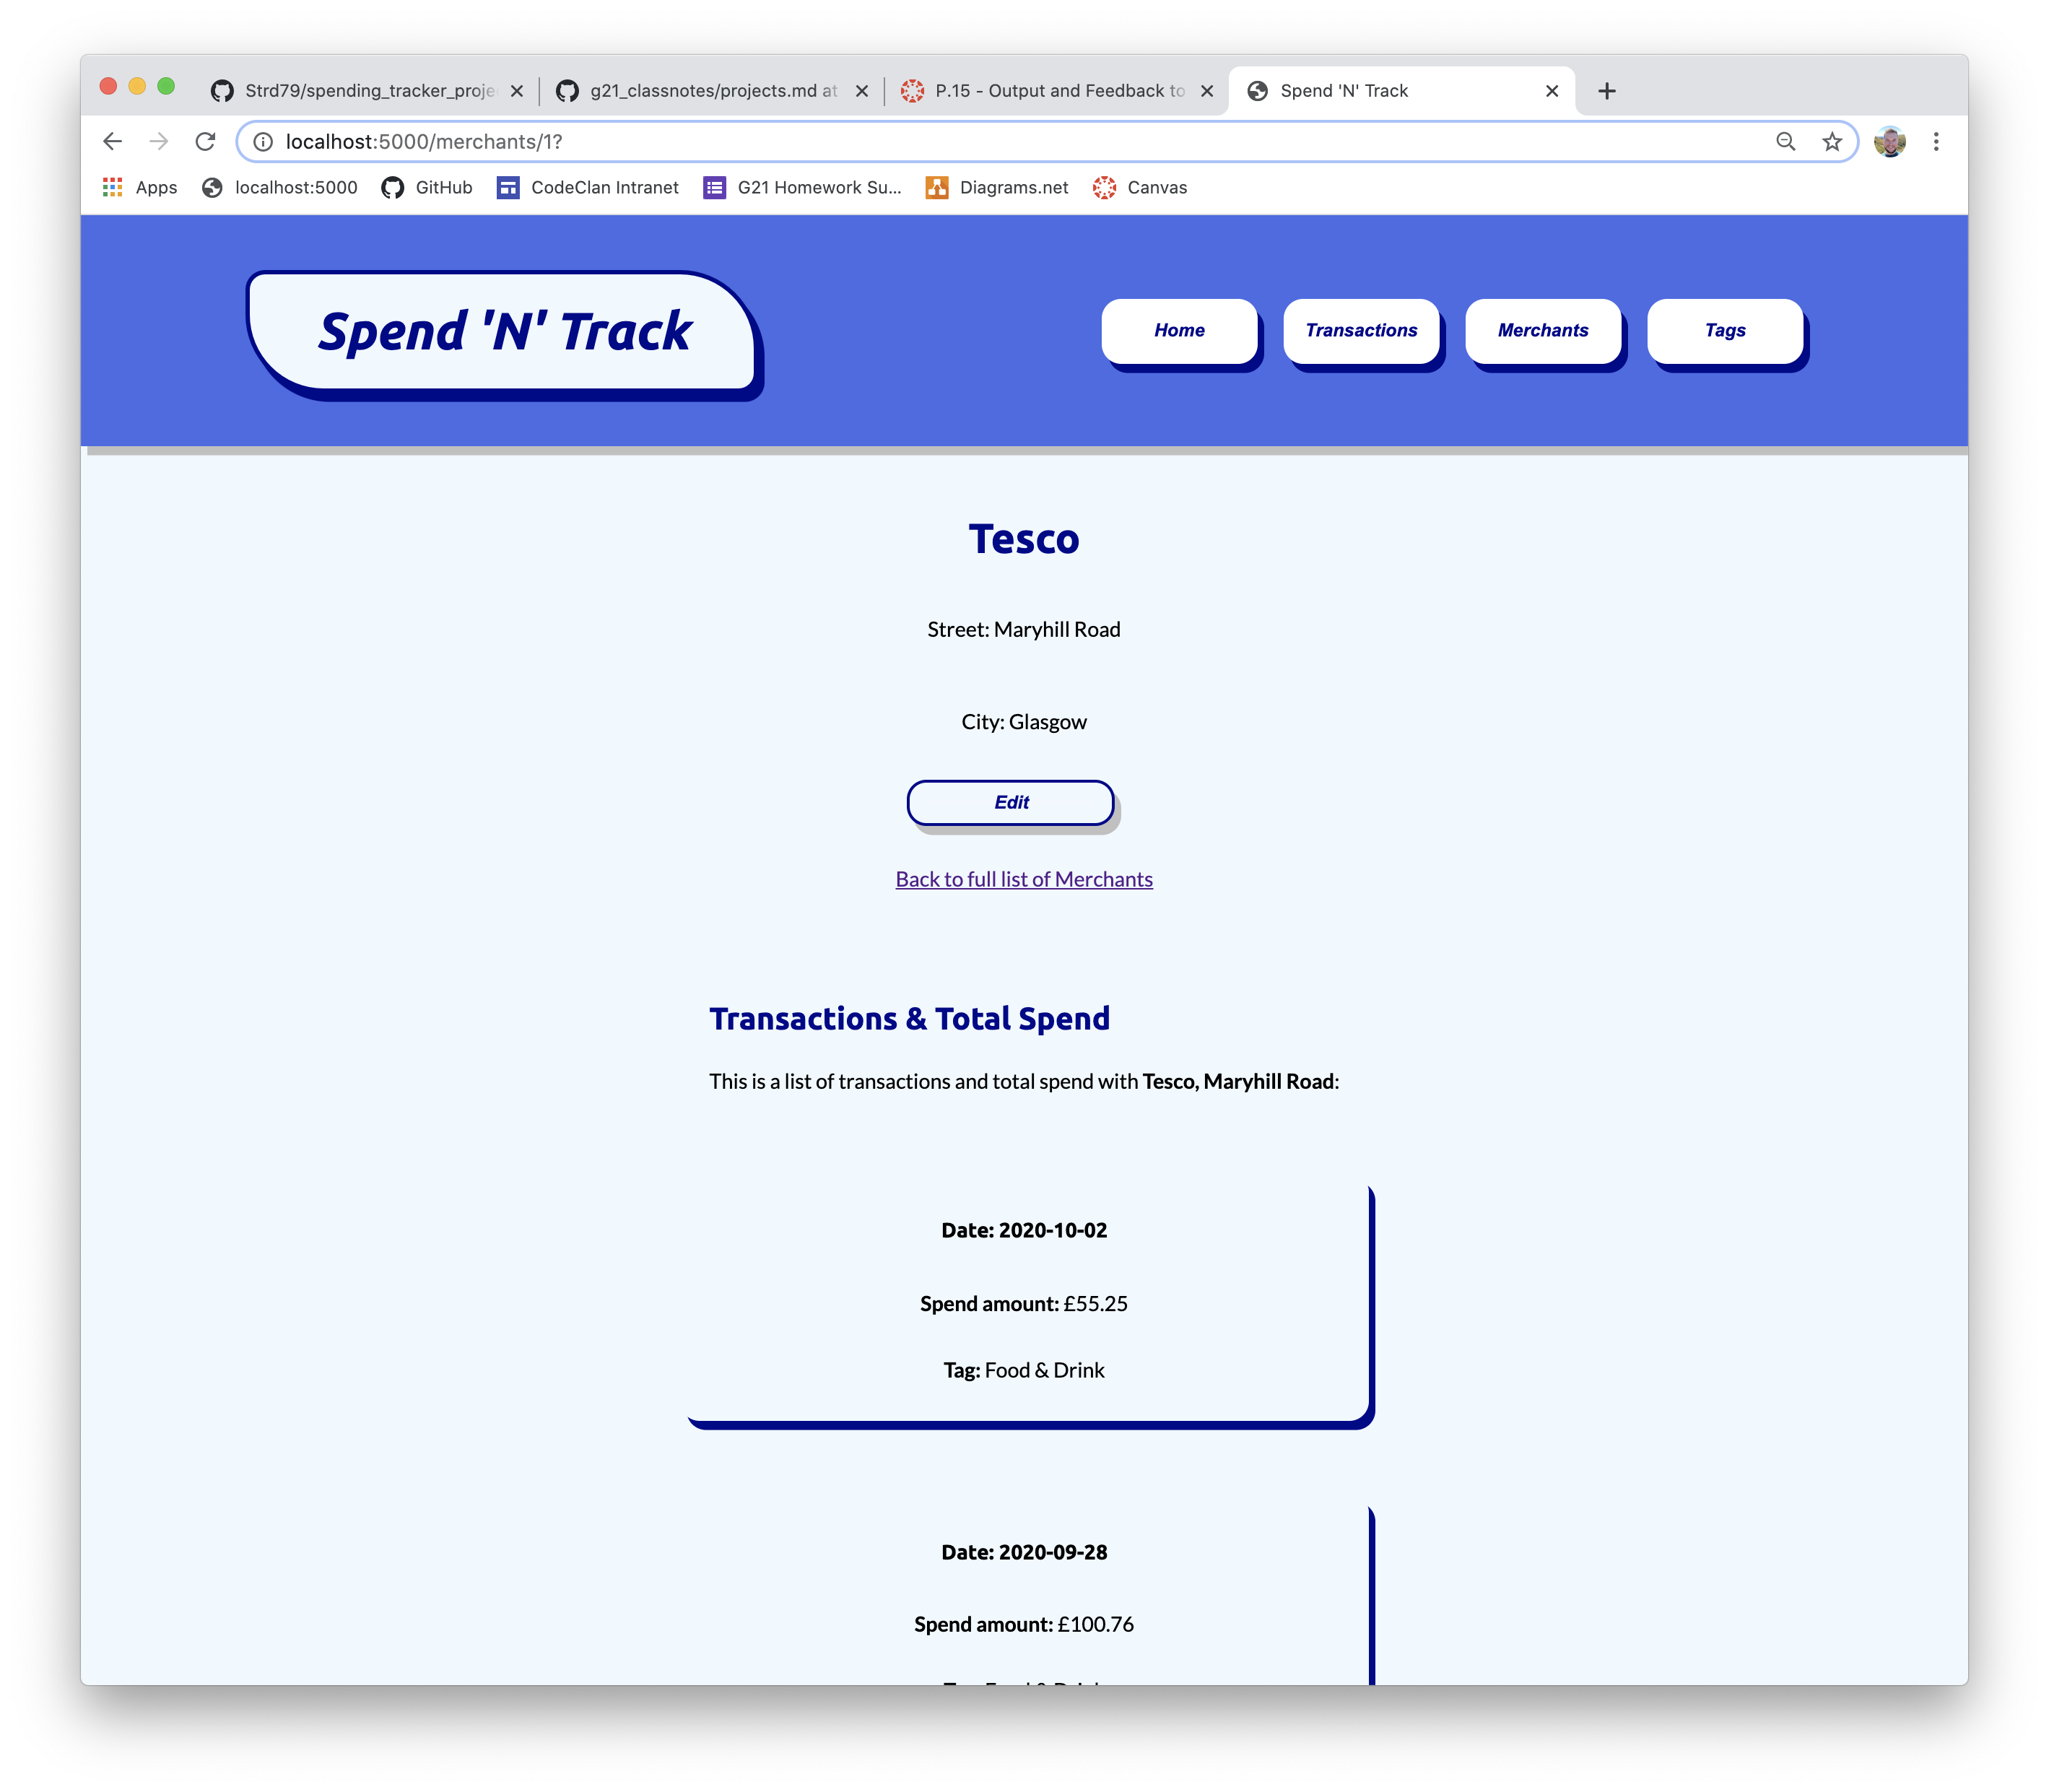 Strd79/spending_tracker_proje
g21_classnotes/projects.md at
P.15 - Output and Feedback to
Spend 'N' Track
localhost:5000/merchants/1?
Apps
localhost:5000
GitHub
CodeClan Intranet
G21 Homework Su...
Diagrams.net
Canvas
Spend 'N' Track
Home
Transactions
Merchants
Tags
Tesco
Street: Maryhill Road
City: Glasgow
Edit
Back to full list of Merchants
Transactions & Total Spend
This is a list of transactions and total spend with Tesco, Maryhill Road:
Date: 2020-10-02
Spend amount: £55.25
Tag: Food & Drink
Date: 2020-09-28
Spend amount: £100.76